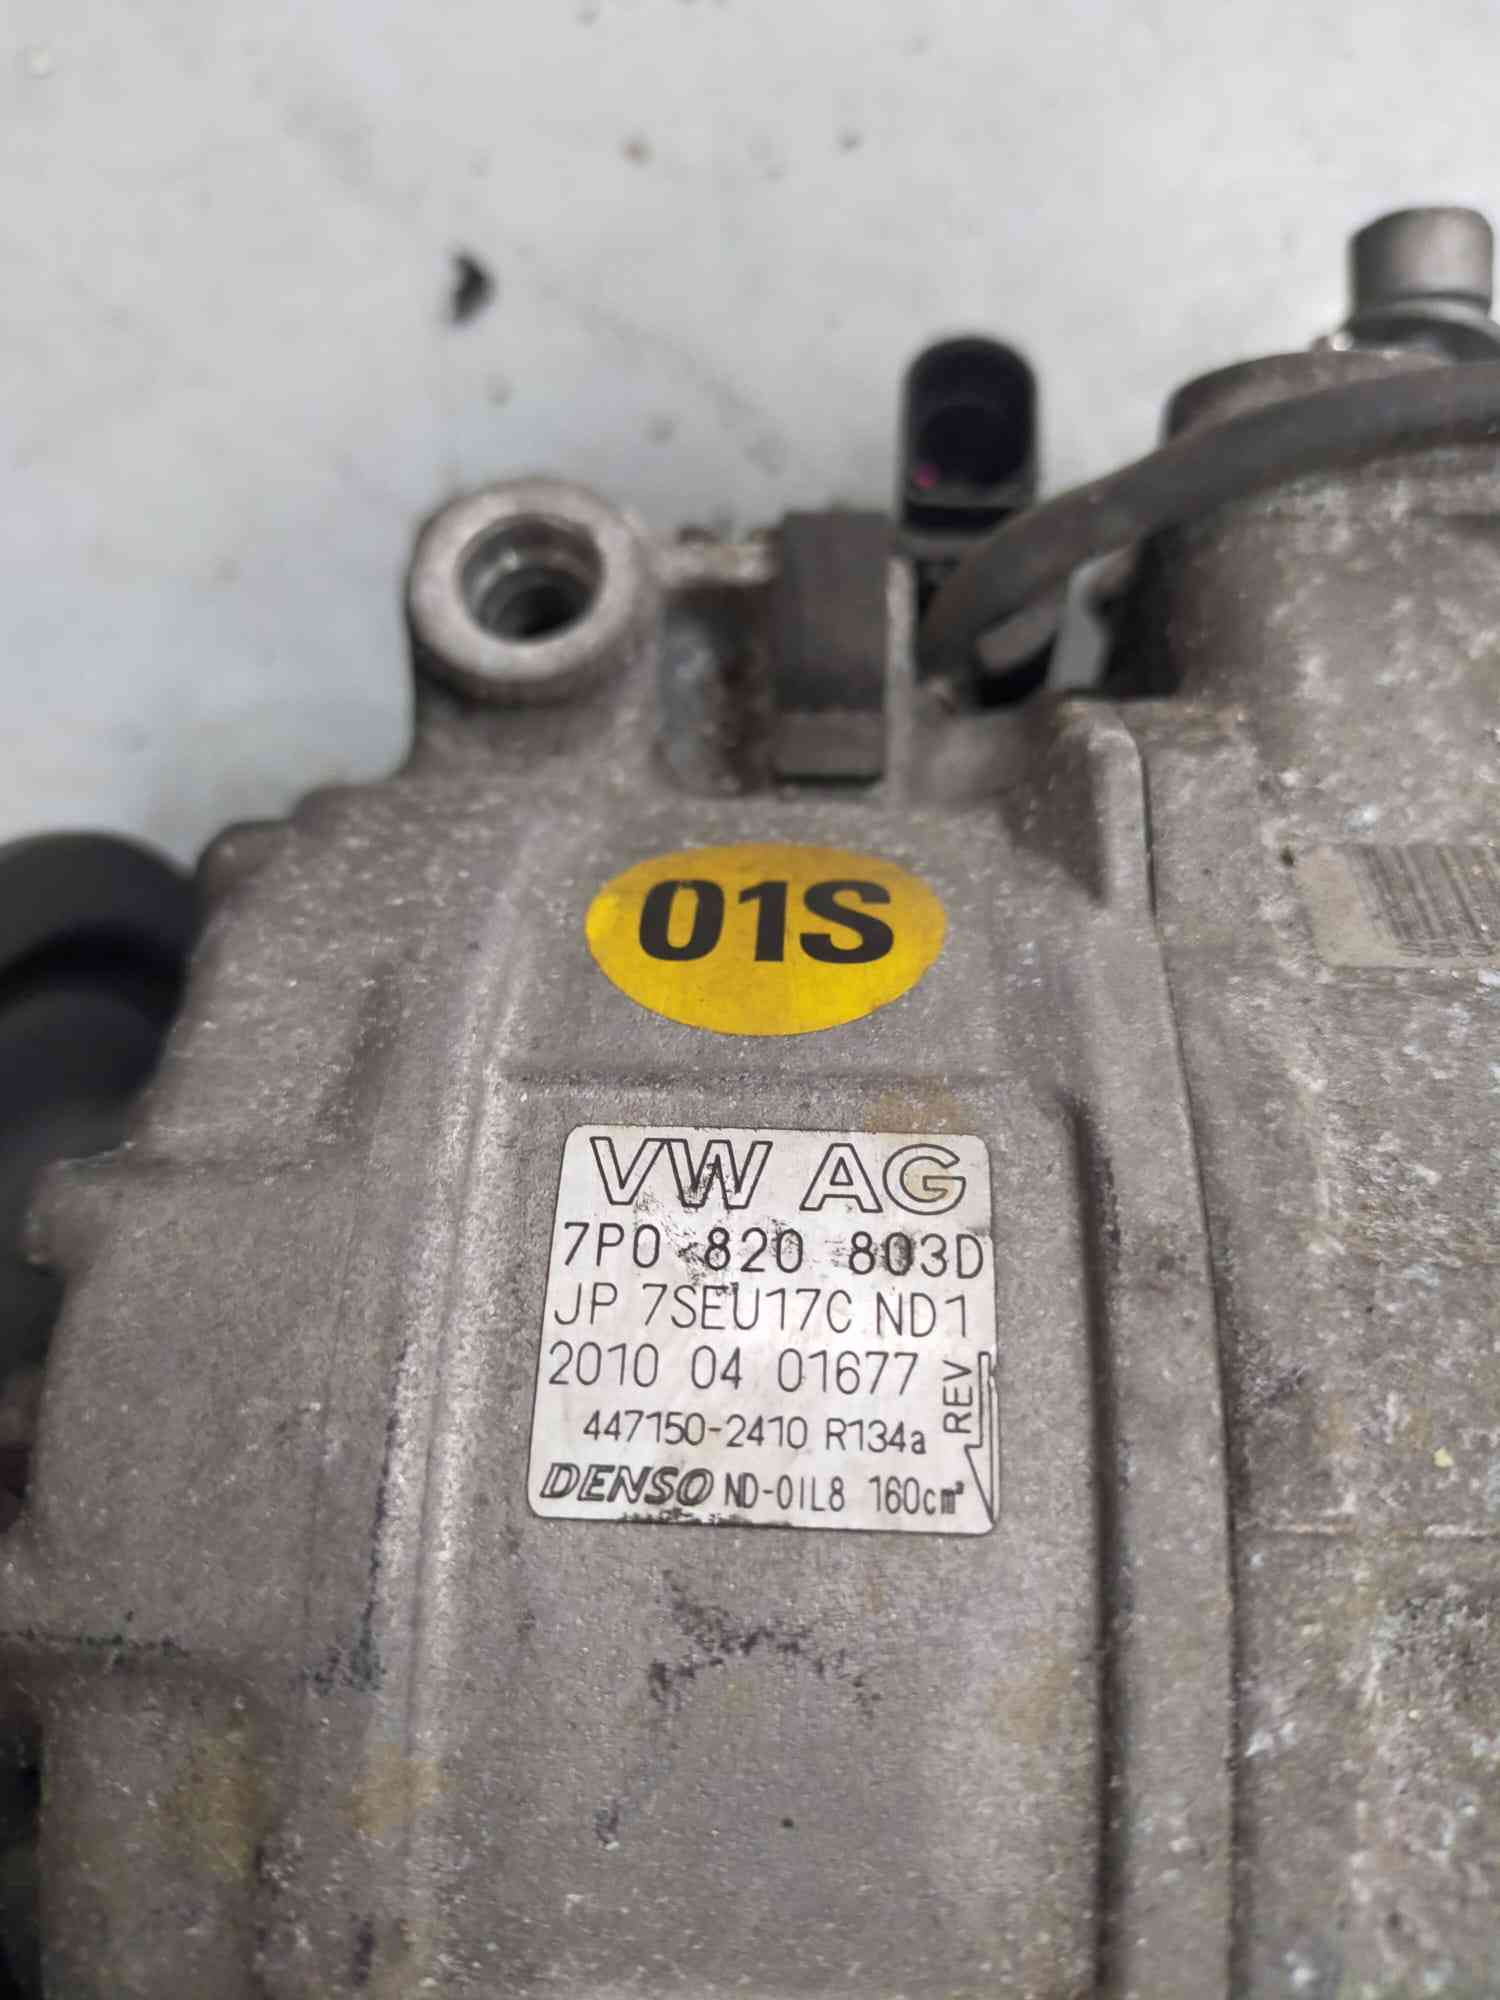 01S
VW AG
7P0 820 803D
JP 7SEU17C ND1
2010 04 01677
REV
447150-2410 R134a
DENSO ND-OIL8 160cm³